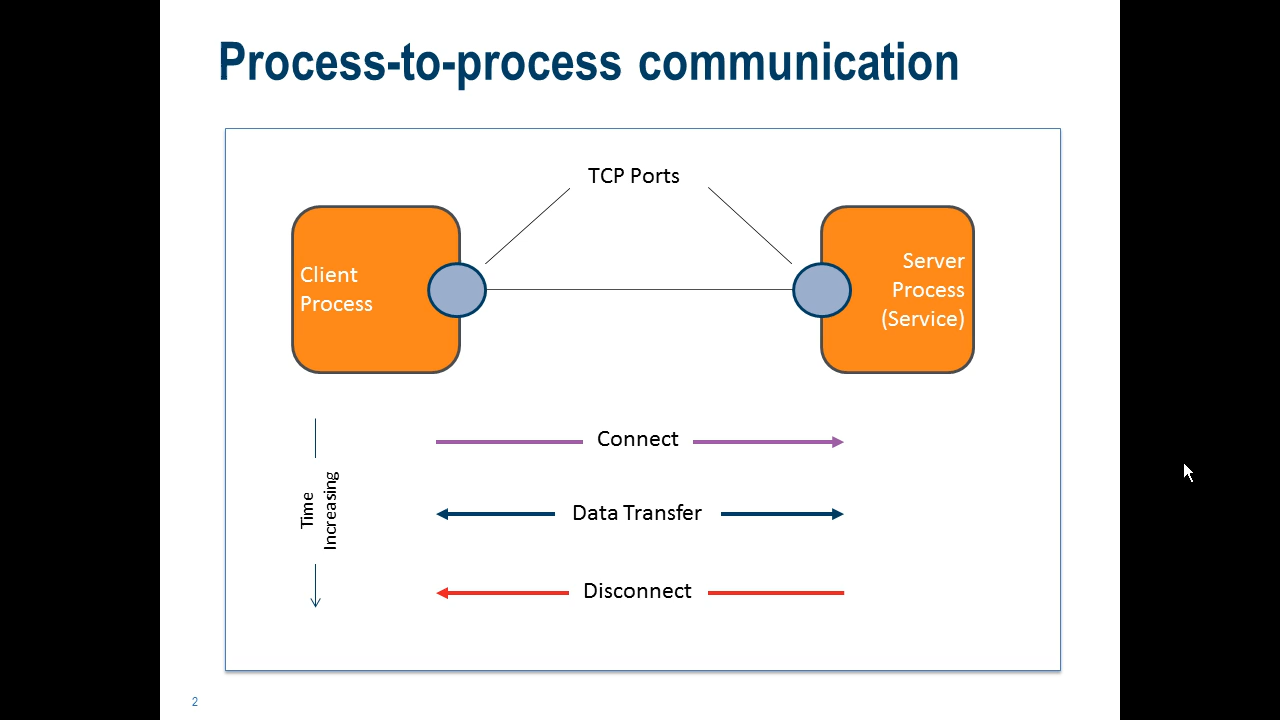 Process-to-process communication
TCP Ports
Client
Process
Server
Process
(Service)
Connect
Time
Increasing
Data Transfer
Disconnect
2